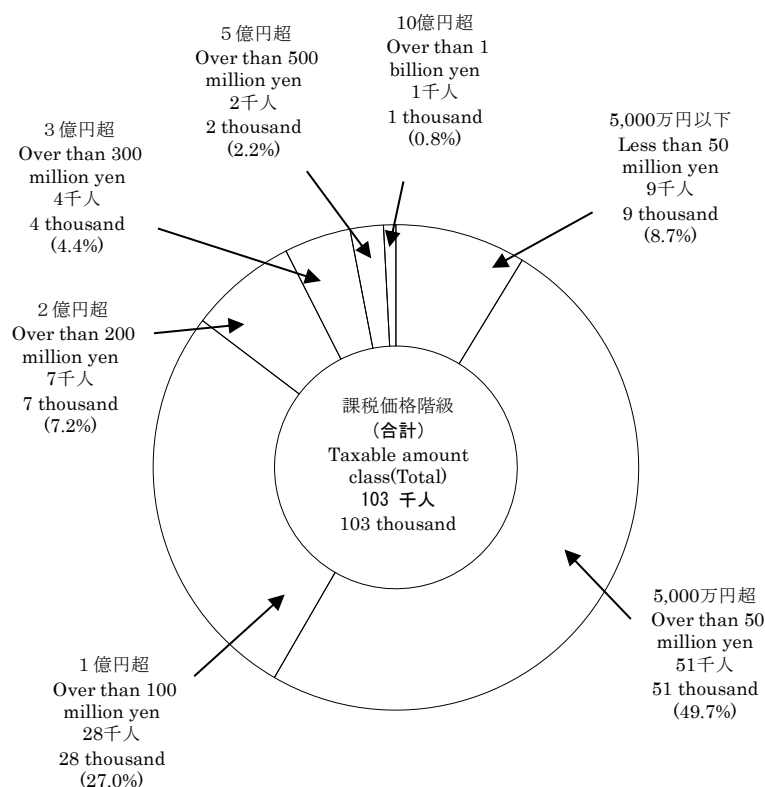 10億円超
Over than 1
billion yen
1千人
1 thousand
(0.8%)
５億円超
Over than 500
million yen
2千人
2 thousand
(2.2%)
３億円超
Over than 300
million yen
4千人
4 thousand
(4.4%)
２億円超
Over than 200
million yen
7千人
7 thousand
(7.2%)
１億円超
Over than 100
million yen
28千人
28 thousand
(27.0%)
5,000万円以下
Less than 50
million yen
9千人
9 thousand
(8.7%)
5,000万円超
Over than 50
million yen
51千人
51 thousand
(49.7%)
課税価格階級
（合計）
Taxable amount
class(Total)
103 千人
103 thousand